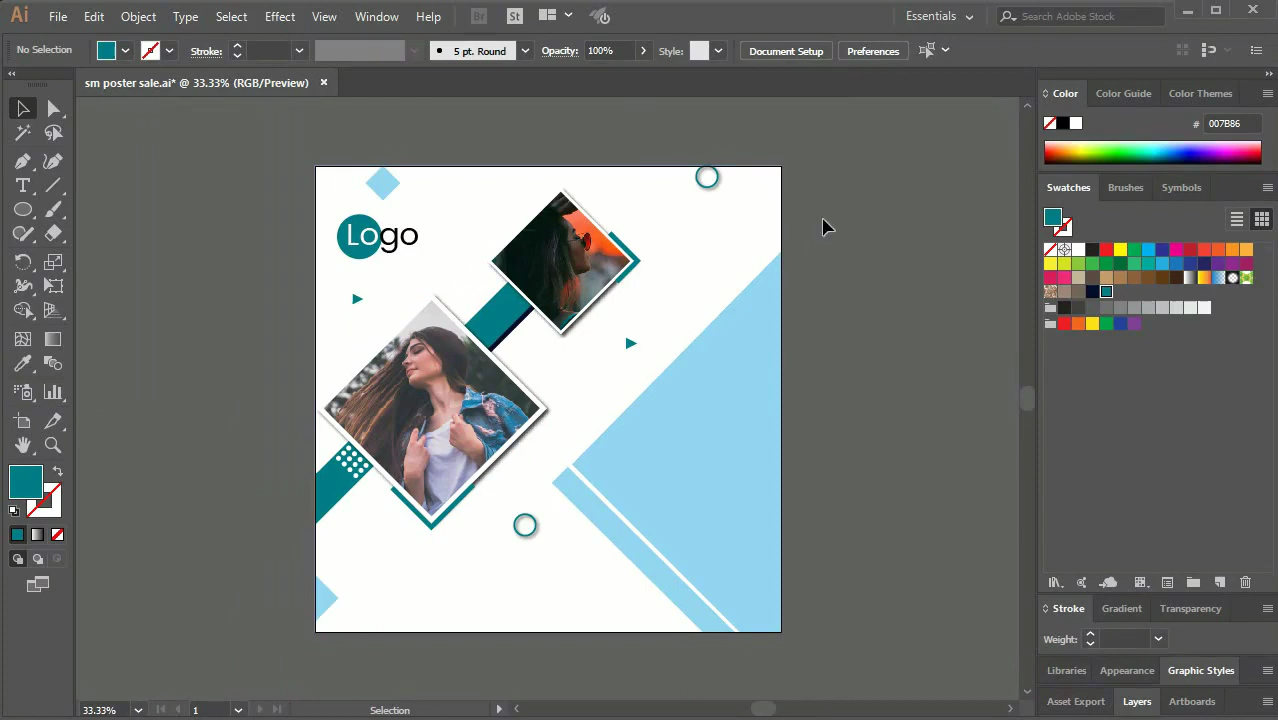 Ai File Edit Object Type Select Effect View Window Help Br St Essentials Search Adobe Stock
No Selection Stroke: 5 pt. Round Opacity: 100% Style: Document Setup Preferences
sm poster sale.ai* @ 33.33% (RGB/Preview)
Color Color Guide Color Themes
# 007B86
Swatches Brushes Symbols
Logo
Stroke Gradient Transparency
Weight:
Libraries Appearance Graphic Styles
Asset Export Layers Artboards
33.33% 1 Selection